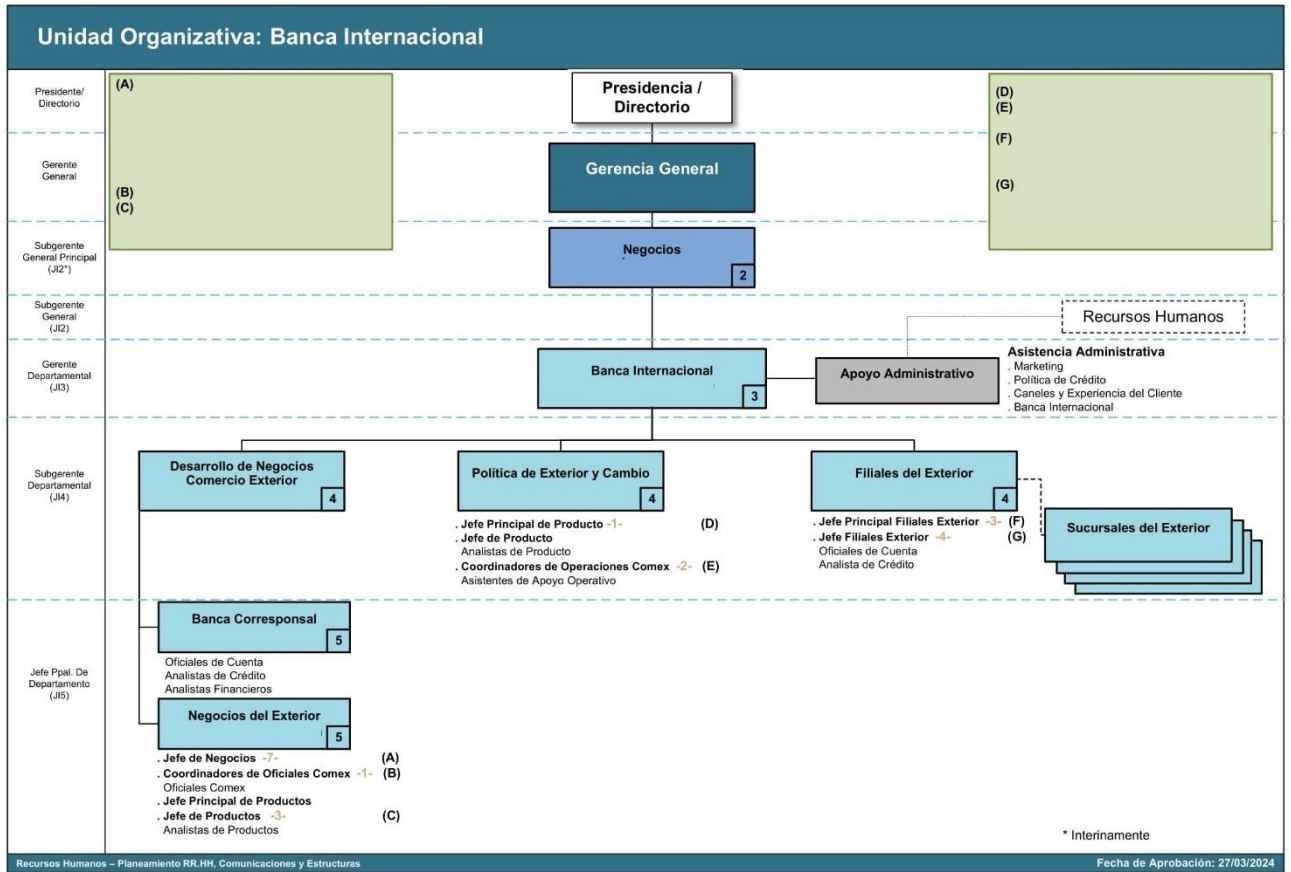 Unidad Organizativa: Banca Internacional
Presidente/
Directorio
(A)
(B)
(C)
Presidencia /
Directorio
(D)
(E)
(F)
(G)
Gerente
General
Gerencia General
Subgerente
General Principal
(JI2*)
Negocios
2
Subgerente
General
(JI2)
Recursos Humanos
Gerente
Departamental
(JI3)
Banca Internacional
3
Apoyo Administrativo
Asistencia Administrativa
. Marketing
. Política de Crédito
. Caneles y Experiencia del Cliente
. Banca Internacional
Subgerente
Departamental
(JI4)
Desarrollo de Negocios
Comercio Exterior
4
Política de Exterior y Cambio
4
. Jefe Principal de Producto -1- (D)
. Jefe de Producto
Analistas de Producto
. Coordinadores de Operaciones Comex -2- (E)
Asistentes de Apoyo Operativo
Filiales del Exterior
4
. Jefe Principal Filiales Exterior -3- (F)
. Jefe Filiales Exterior -4- (G)
Oficiales de Cuenta
Analista de Crédito
Sucursales del Exterior
Jefe Ppal. De
Departamento
(JI5)
Banca Corresponsal
5
Oficiales de Cuenta
Analistas de Crédito
Analistas Financieros
Negocios del Exterior
5
. Jefe de Negocios -7- (A)
. Coordinadores de Oficiales Comex -1- (B)
Oficiales Comex
. Jefe Principal de Productos
. Jefe de Productos -3- (C)
Analistas de Productos
* Interinamente
Recursos Humanos – Planeamiento RR.HH, Comunicaciones y Estructuras
Fecha de Aprobación: 27/03/2024